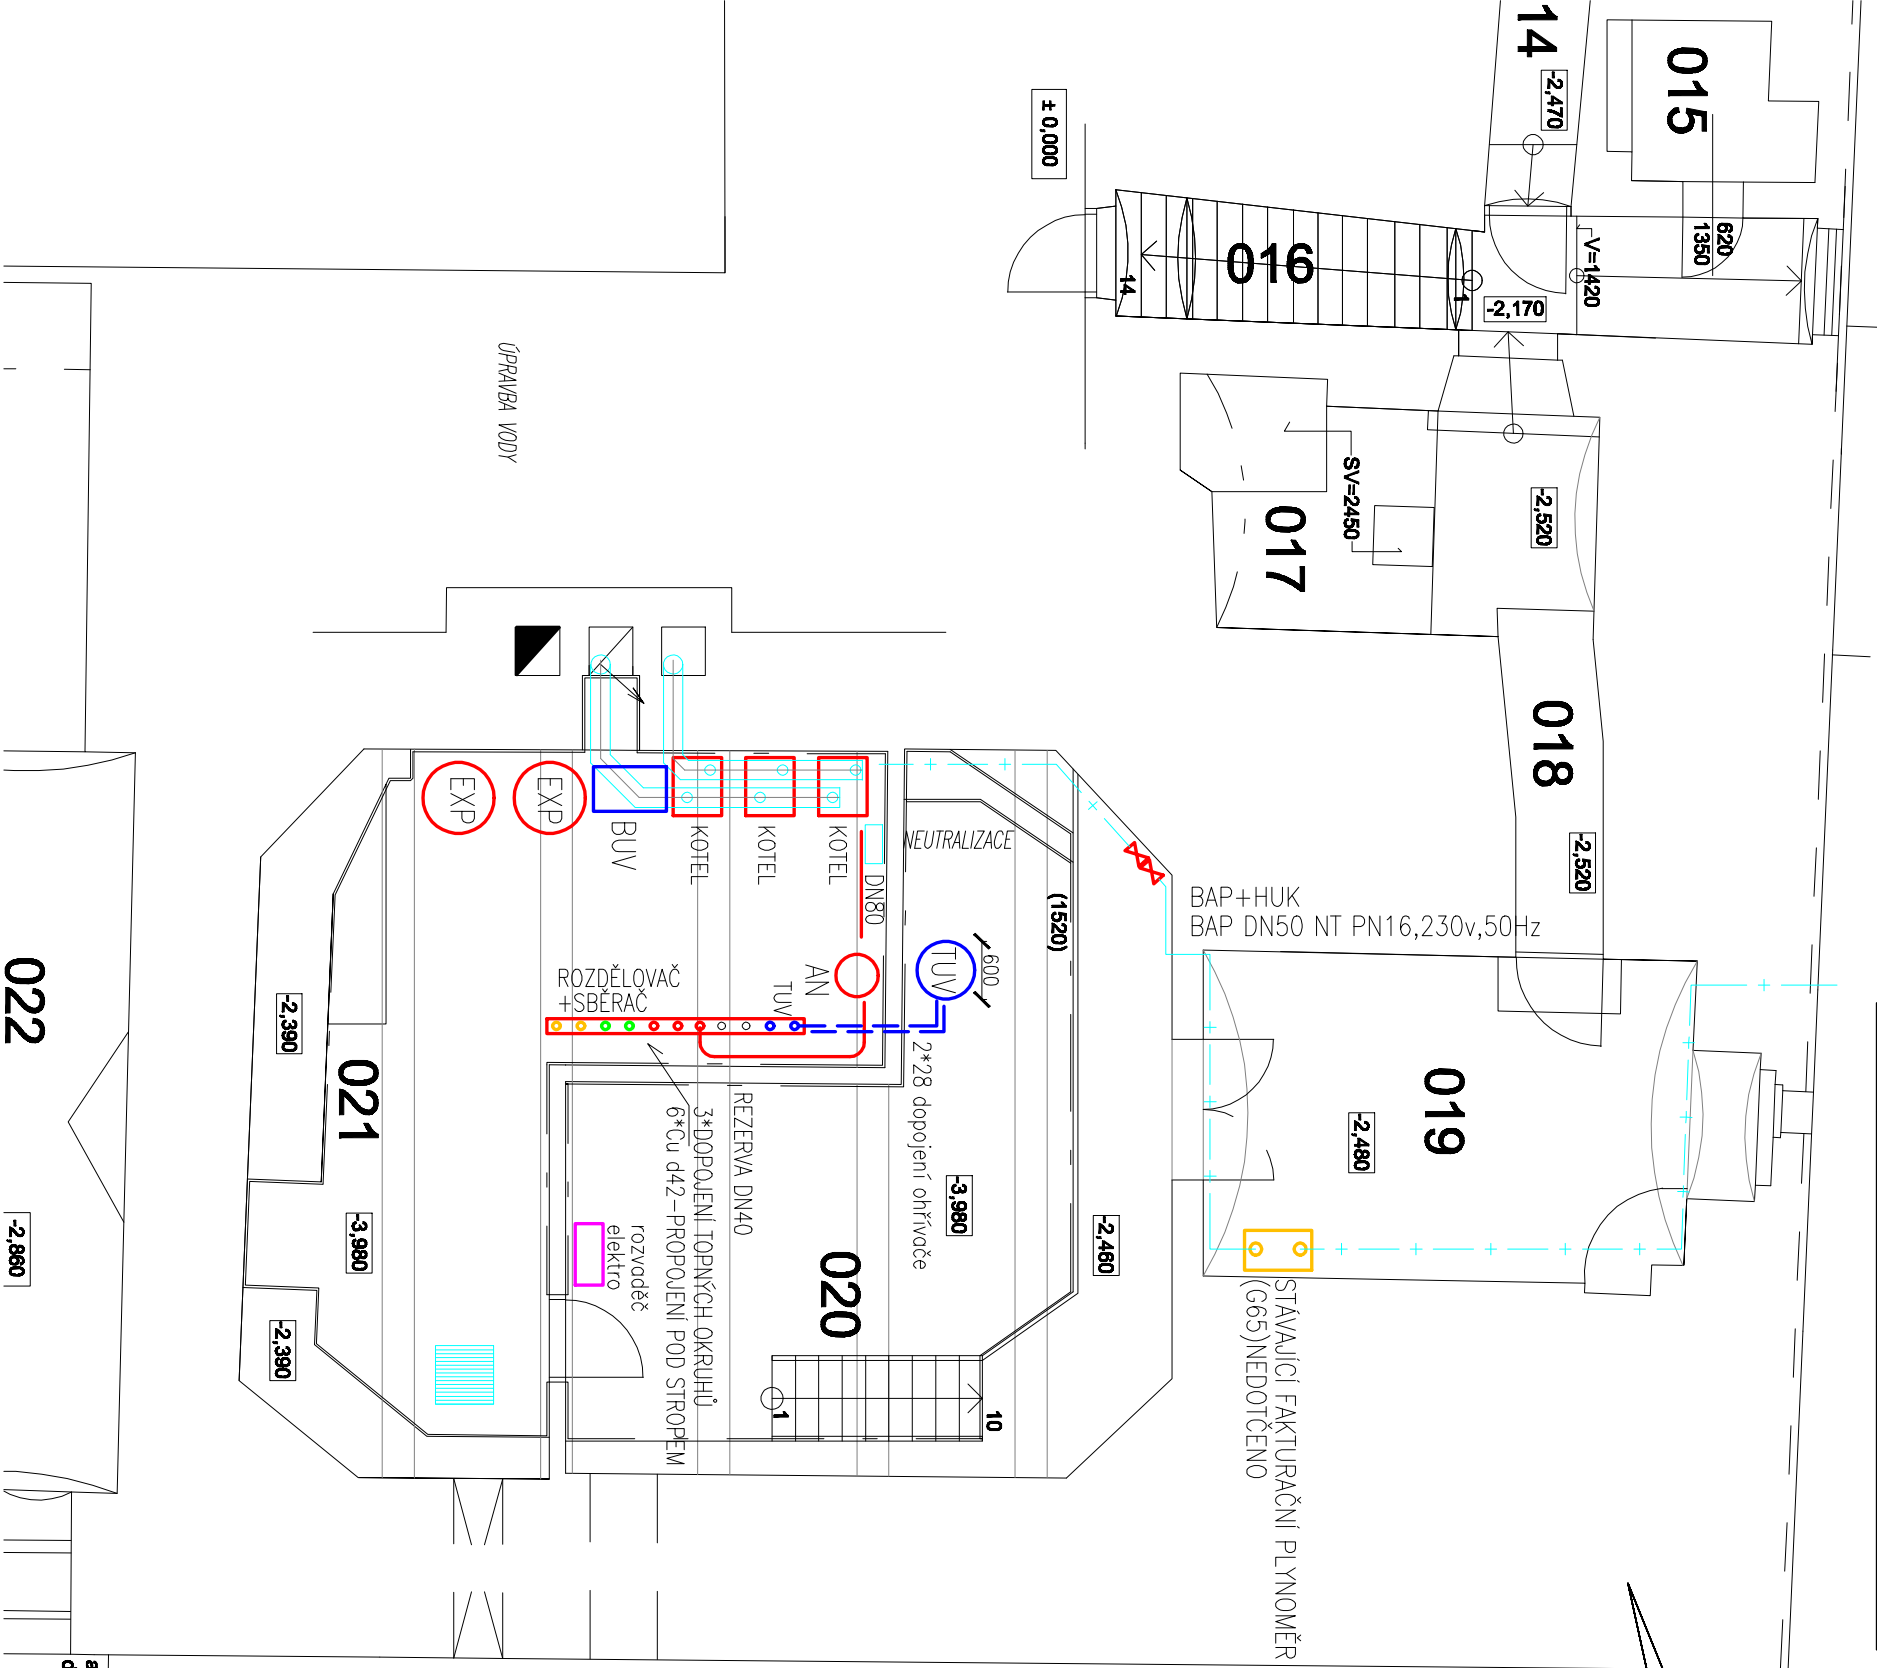 14
-2,470
015
± 0,000
620
1350
V=1420
016
14
1
-2,170
ÚPRAVBA VODY
SV=2450
-2,520
017
018
-2,520
EXP
EXP
BUV
KOTEL
KOTEL
KOTEL
NEUTRALIZACE
DN80
(1520)
BAP+HUK
BAP DN50 NT PN16,230v,50Hz
TUV
600
AN
TUV
ROZDĚLOVAČ
+SBĚRAČ
022
-2,390
021
2*28 dopojení ohřívače
REZERVA DN40
3*DOPOJENÍ TOPNÝCH OKRUHŮ
6*Cu d42-PROPOJENÍ POD STROPEM
019
-2,480
-3,980
-2,460
-3,980
-2,860
rozvaděč
elektro
020
-2,390
1
10
STÁVAJÍCÍ FAKTURAČNÍ PLYNOMĚR
(G65)NEDOTČENO
a
d